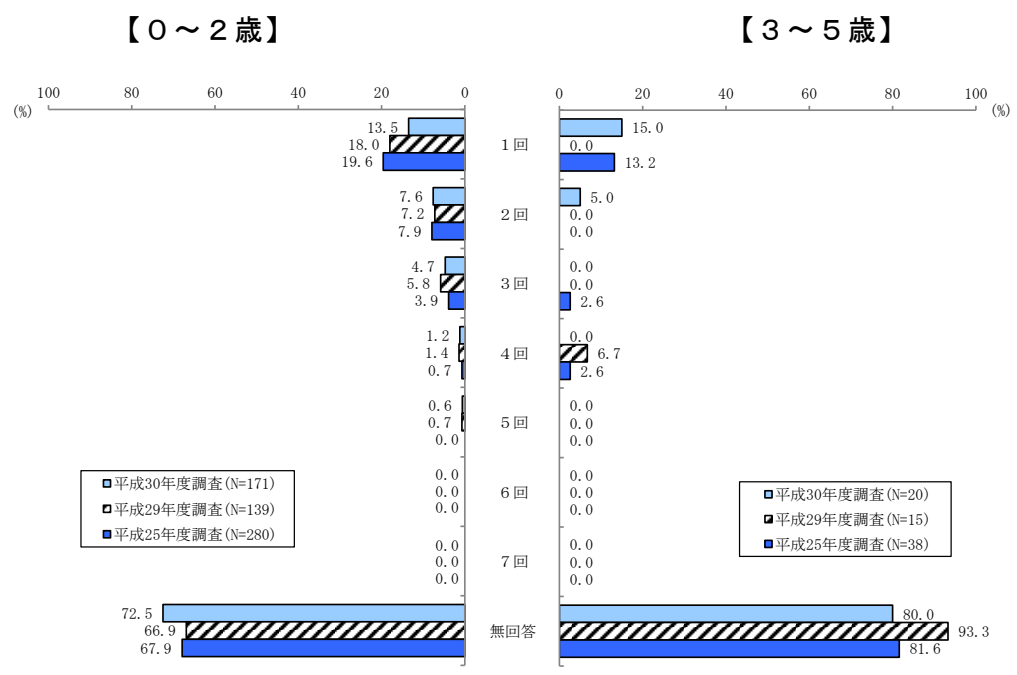 【0～2歳】 【3～5歳】
100 80 60 40 20 0 0 20 40 60 80 100
(%) (%)
13.5 15.0
18.0 1回 0.0
19.6 13.2
7.6 5.0
7.2 2回 0.0
7.9 0.0
4.7 0.0
5.8 3回 0.0
3.9 2.6
1.2 0.0
1.4 4回 6.7
0.7 2.6
0.6 0.0
0.7 5回 0.0
0.0 0.0
0.0 0.0
0.0 6回 0.0
0.0 0.0
0.0 0.0
0.0 7回 0.0
0.0 0.0
72.5 80.0
66.9 無回答 93.3
67.9 81.6
平成30年度調査(N=171)
平成29年度調査(N=139)
平成25年度調査(N=280)
平成30年度調査(N=20)
平成29年度調査(N=15)
平成25年度調査(N=38)